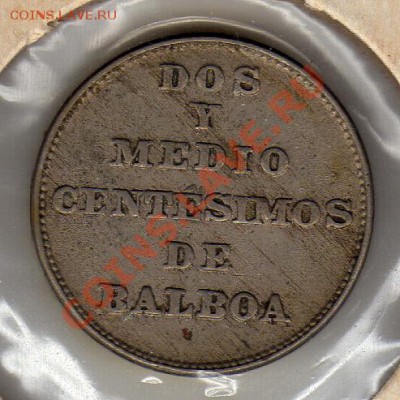 COINS.LAVE.RU
DOS
Y
MEDIO
CENTESIMOS
DE
BALBOA
COINS.LAVE.RU